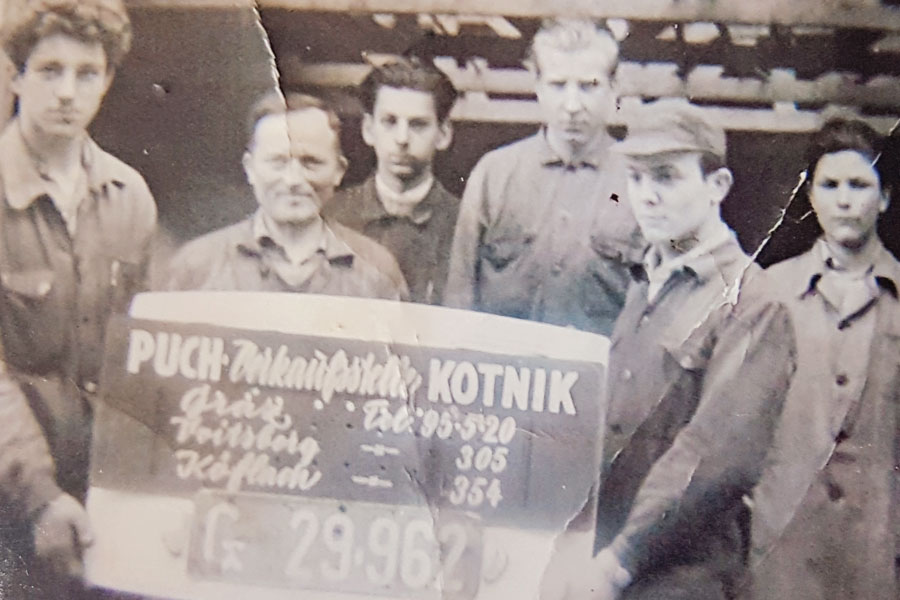 PUCH-Verkaufsstelle KOTNIK
Graz Tel. 95-5-20
Voitsberg -"- 305
Köflach -"- 354
29.962